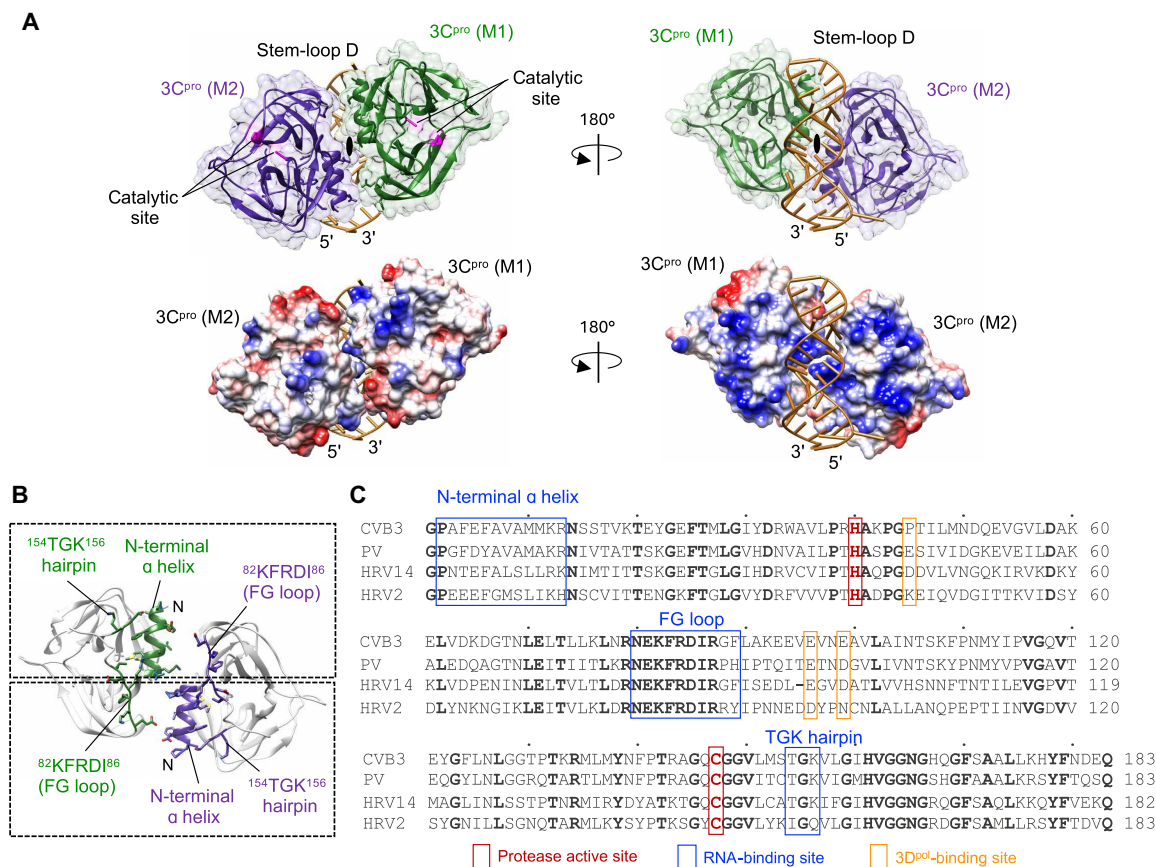 A
Stem-loop D
3Cpro (M1)
3Cpro (M2)
Catalytic
site
Catalytic
site
5'
3'
180º
3Cpro (M1)
Stem-loop D
3Cpro (M2)
3'
5'
3Cpro (M1)
3Cpro (M2)
5'
3'
180º
3Cpro (M1)
3Cpro (M2)
3'
5'
B
154TGK156
hairpin
N-terminal
α helix
N
82KFRDI86
(FG loop)
82KFRDI86
(FG loop)
N
N-terminal
α helix
154TGK156
hairpin
C
N-terminal α helix
CVB3 GPAFEFAVAMMKRNSSTVKTEYGEFTMLGIYDRWAVLPRHAKPGPTILMNDQEVGVLDAK 60
PV GPGFDYAVAMAKRNIVTATTSKGEFTMLGVHDNVAILPTHASPGESIVIDGKEVEILDAK 60
HRV14 GPNTEFALSLLRKNIMTITTSKGEFTGLGIHDRVCVIPTHAQPGDDVLVNGQKIRVKDKY 60
HRV2 GPEEEFGMSLIKHNSCVITTENGKFTGLGVYDRFVVVPTHADPGKEIQVDGITTKVIDSY 60
FG loop
CVB3 ELVDKDGTNLELTLLKLNRNEKFRDIRGFLAKEEVEVNEAVLAINTSKFPNMYIPVGQVT 120
PV ALEDQAGTNLEITIITLKRNEKFRDIRPHIPTQITETNDGVLIVNTSKYPNMYVPVGAVT 120
HRV14 KLVDPENINLELTVLTLDRNEKFRDIRGFISEDL-EGVDATLVVHSNNFTNTILEVGPVT 119
HRV2 DLYNKNGIKLEITVLKLDRNEKFRDIRRYIPNNEDDYPNCNLALLANQPEPTIINVGDVV 120
TGK hairpin
CVB3 EYGFLNLGGTPTKRMLMYNFPTRAGQCGGVLMSTGKVLGIHVGGNGHQGFSAALLKHYFNDEQ 183
PV EQGYLNLGGRQTARTLMYNFPTRAGQCGGVITCTGKVIGMHVGGNGSHGFAAALKRSYFTQSQ 183
HRV14 MAGLINLSSTPTNRMIRYDYATKTGQCGGVLCATGKIFGIHVGGNGRQGFSAQLKKQYFVEKQ 182
HRV2 SYGNILLSGNQTARMLKYSYPTKSGYCGGVLYKIGQVLGIHVGGNGRDGFSAMLLRSYFTDVQ 183
Protease active site
RNA-binding site
3Dpol-binding site